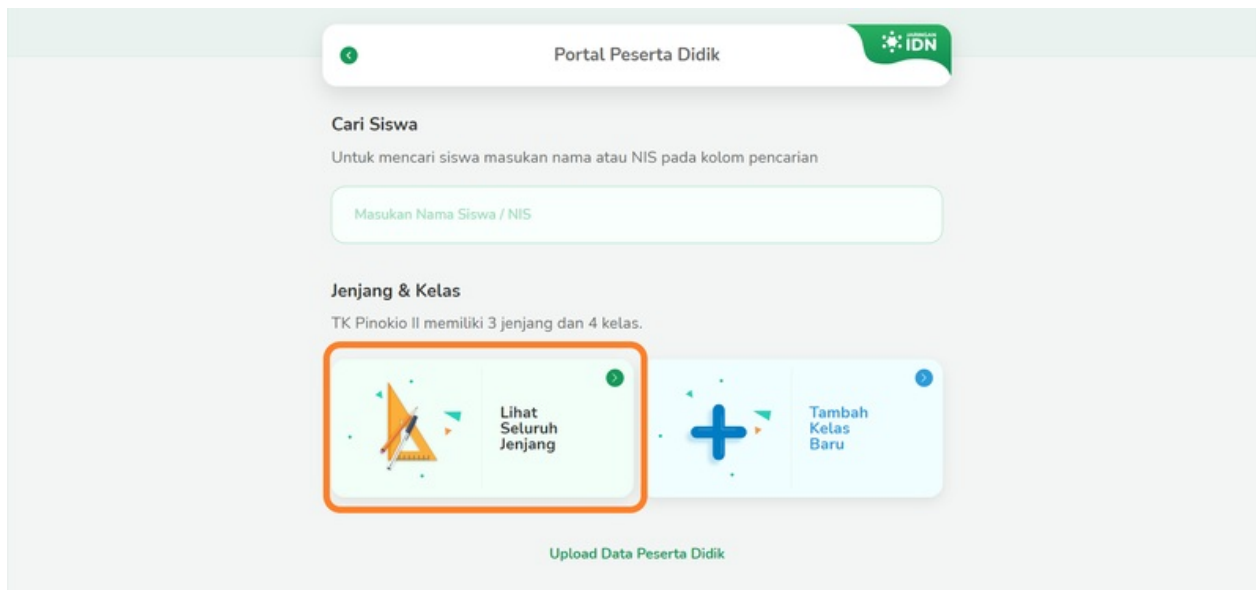 Portal Peserta Didik
JARINGAN
IDN
Cari Siswa
Untuk mencari siswa masukan nama atau NIS pada kolom pencarian
Masukan Nama Siswa / NIS
Jenjang & Kelas
TK Pinokio II memiliki 3 jenjang dan 4 kelas.
Lihat
Seluruh
Jenjang
Tambah
Kelas
Baru
Upload Data Peserta Didik